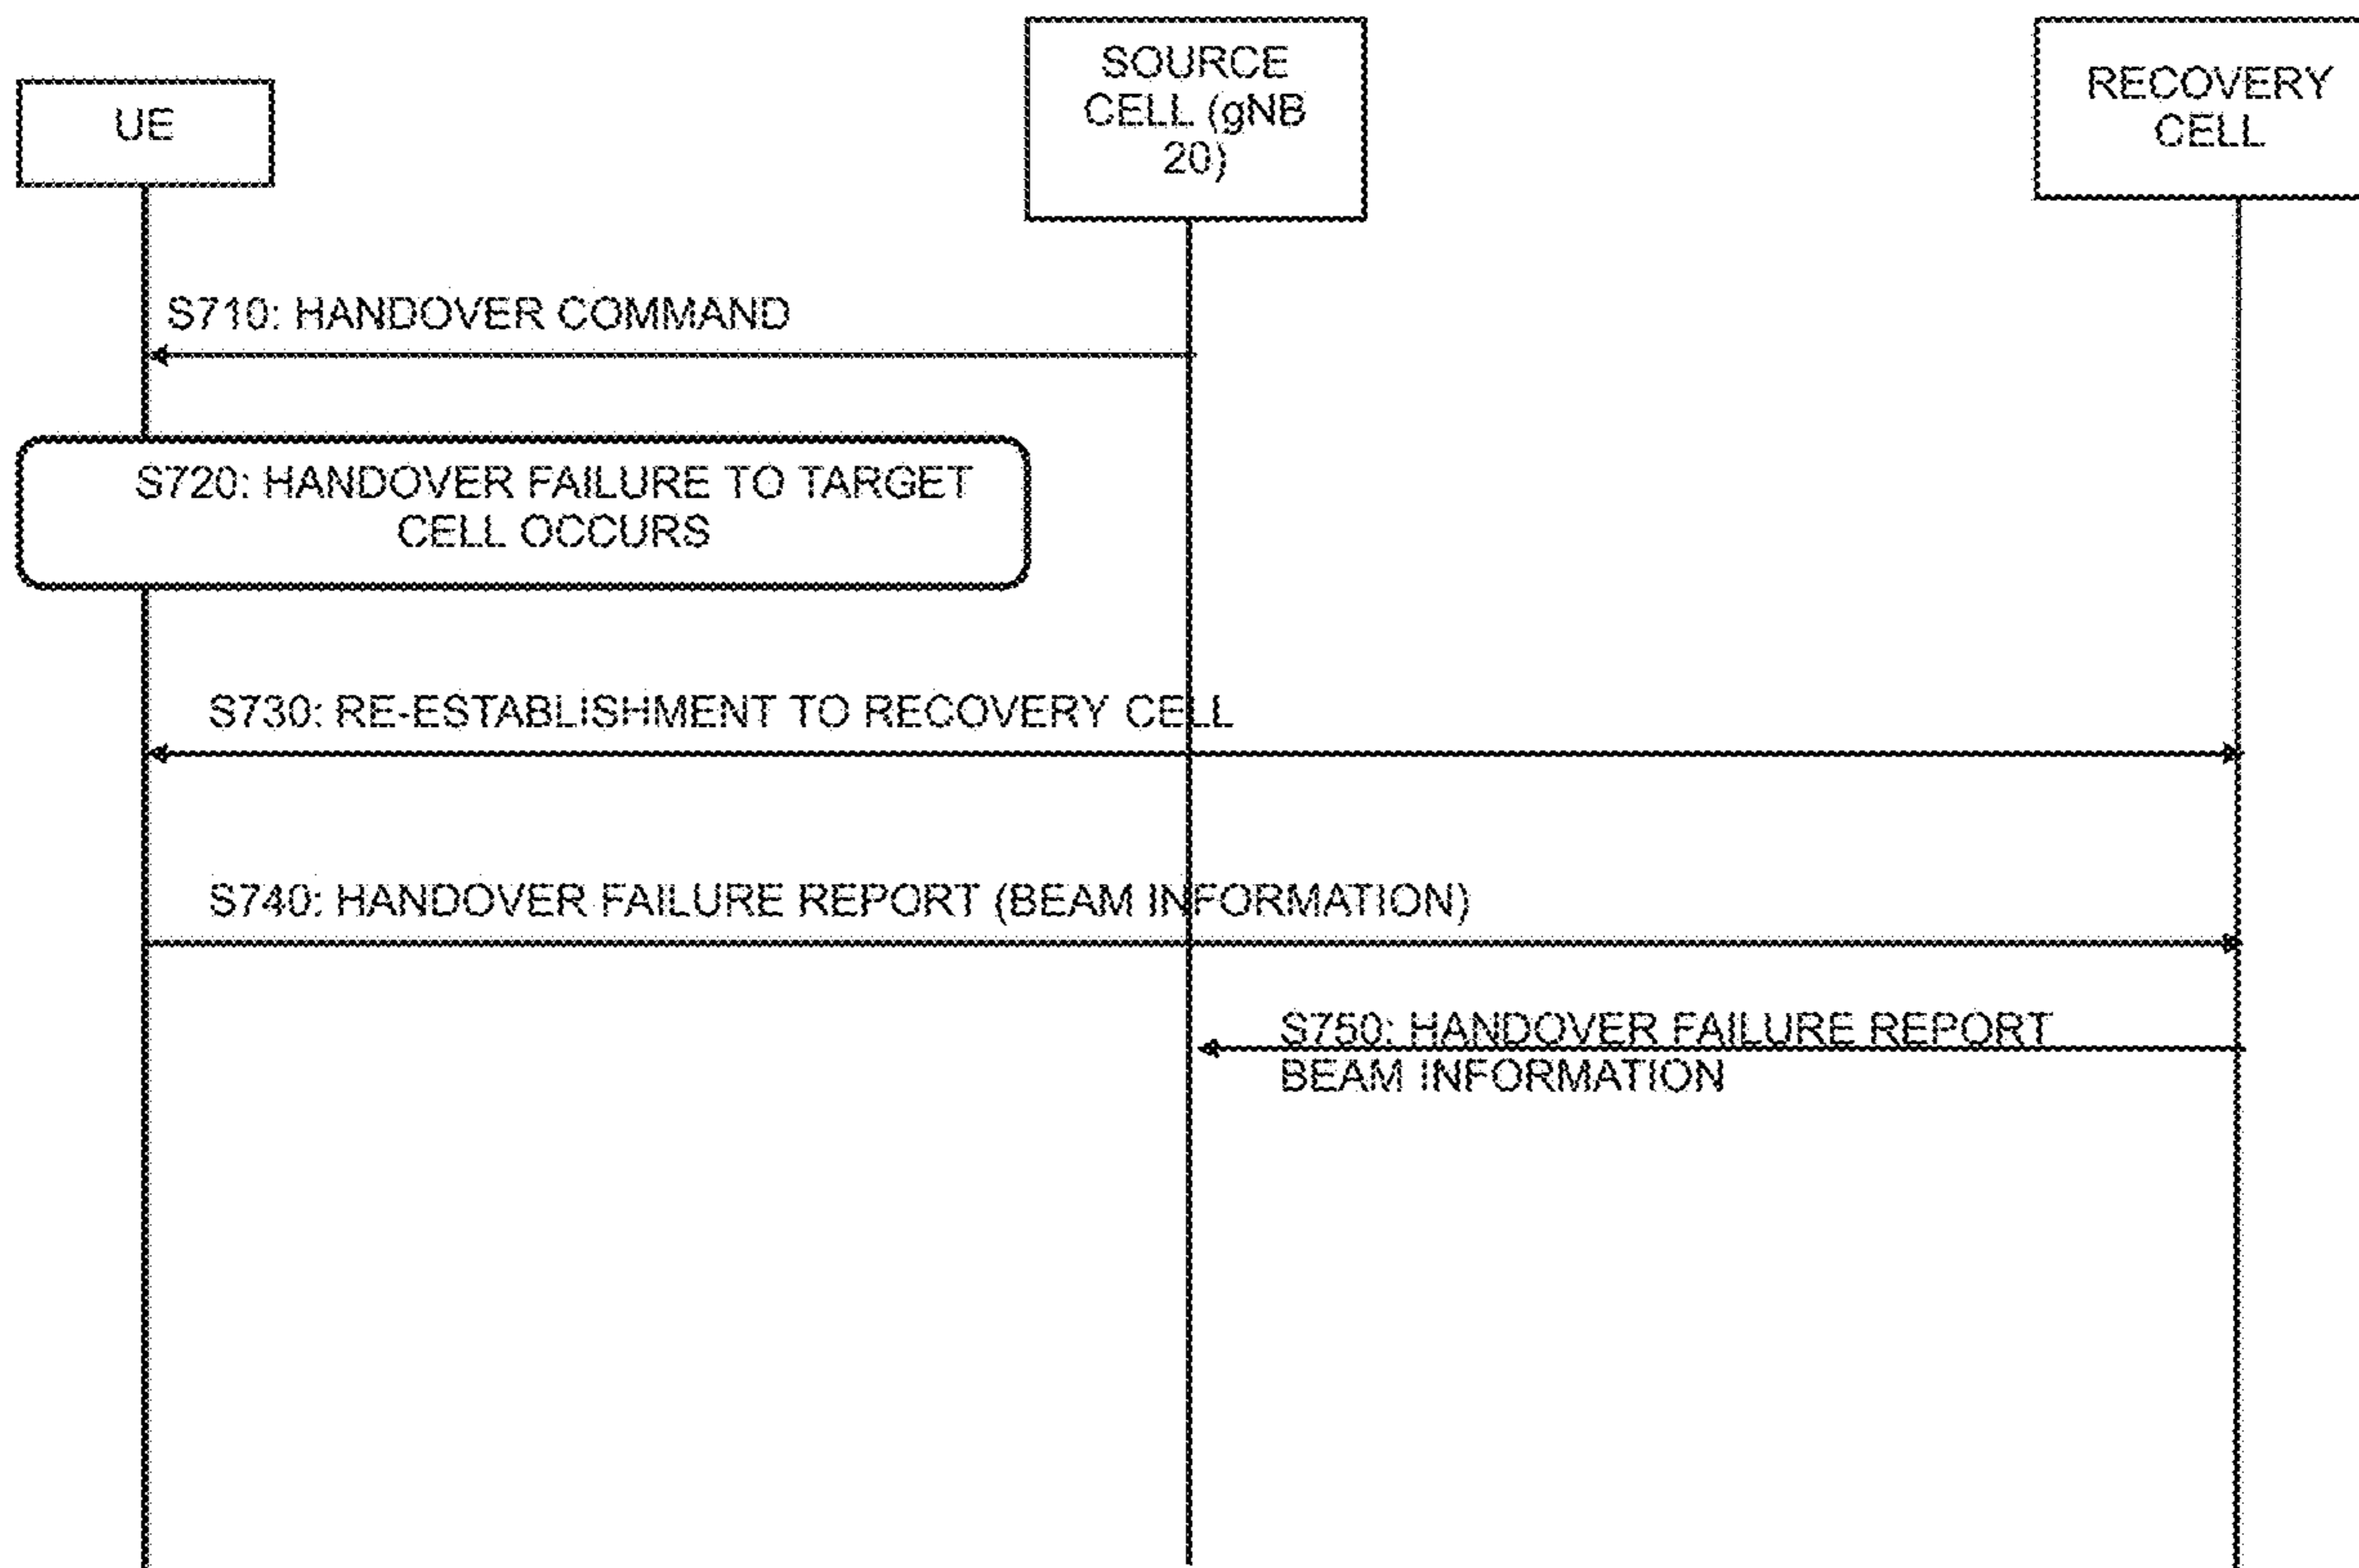 UE
SOURCE
CELL (gNB
20)
RECOVERY
CELL
S710: HANDOVER COMMAND
S720: HANDOVER FAILURE TO TARGET
CELL OCCURS
S730: RE-ESTABLISHMENT TO RECOVERY CELL
S740: HANDOVER FAILURE REPORT (BEAM INFORMATION)
S750: HANDOVER FAILURE REPORT
BEAM INFORMATION